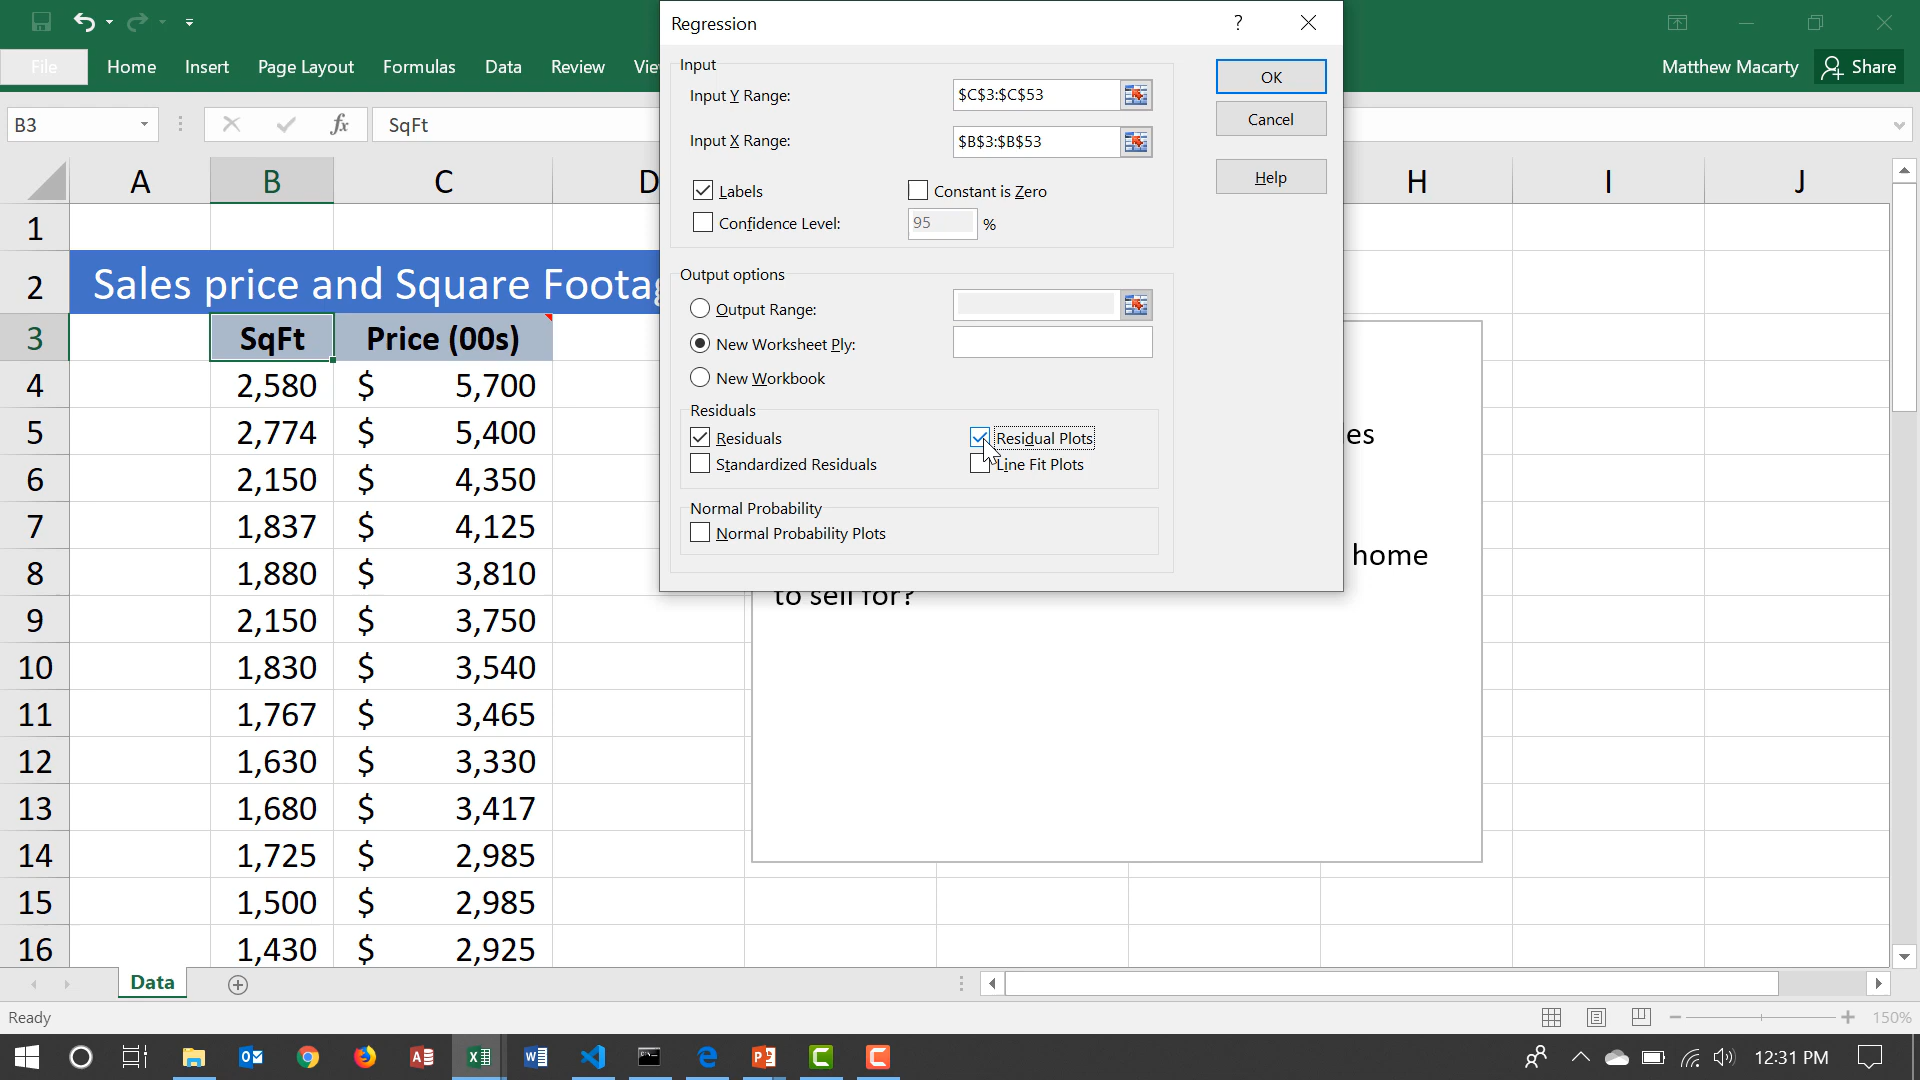 Regression ?
File Home Insert Page Layout Formulas Data Review Vie Matthew Macarty Share
B3 fx SqFt
A B C D H I J
1
2 Sales price and Square Foota
3 SqFt Price (00s)
4 2,580 $ 5,700
5 2,774 $ 5,400
6 2,150 $ 4,350
7 1,837 $ 4,125
8 1,880 $ 3,810
9 2,150 $ 3,750
10 1,830 $ 3,540
11 1,767 $ 3,465
12 1,630 $ 3,330
13 1,680 $ 3,417
14 1,725 $ 2,985
15 1,500 $ 2,985
16 1,430 $ 2,925
Input
Input Y Range: $C$3:$C$53
Input X Range: $B$3:$B$53
Labels Constant is Zero
Confidence Level: 95 %
OK
Cancel
Help
Output options
Output Range:
New Worksheet Ply:
New Workbook
Residuals
Residuals Residual Plots
Standardized Residuals Line Fit Plots
Normal Probability
Normal Probability Plots
les
home
to sell for?
Data
Ready 150%
12:31 PM